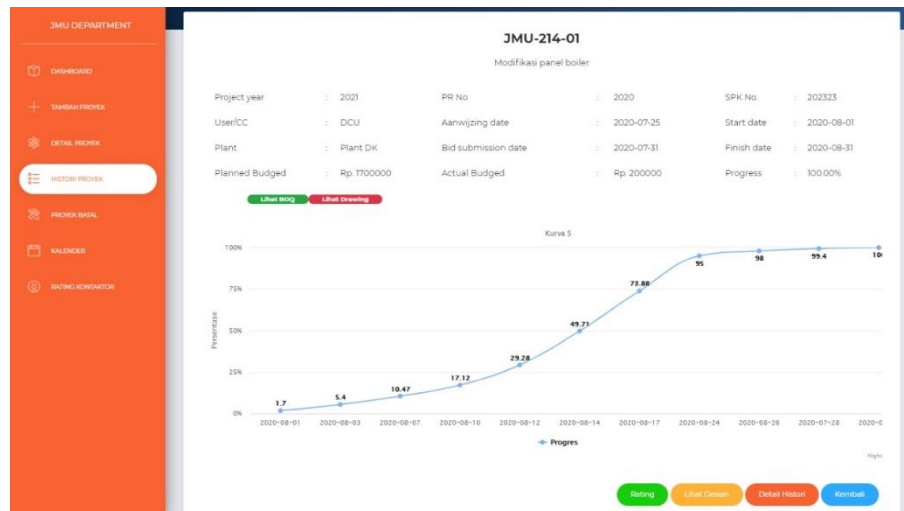 JMU DEPARTMENT
DASHBOARD
TAMBAH PROYEK
DETAIL PROYEK
HISTORI PROYEK
PROYEK BATAL
KALENDER
RATING KONTAKTOR
JMU-214-01
Modifikasi panel boiler
Project year : 2021 PR No : 2020 SPK No. : 202323
User/CC : DCU Aanwijzing date : 2020-07-25 Start date : 2020-08-01
Plant : Plant DK Bid submission date : 2020-07-31 Finish date : 2020-08-31
Planned Budged : Rp. 1700000 Actual Budged : Rp. 200000 Progress : 100.00%
Lihat BOQ Lihat Drawing
Kurva S
Persentase
100%
75%
50%
25%
0%
1.7 5.4 10.47 17.12 29.28 49.71 73.88 95 98 99.4 10
2020-08-01 2020-08-03 2020-08-07 2020-08-10 2020-08-12 2020-08-14 2020-08-17 2020-08-24 2020-08-26 2020-07-28 2020-0
Progres
Rating Lihat Desain Detail Histori Kembali